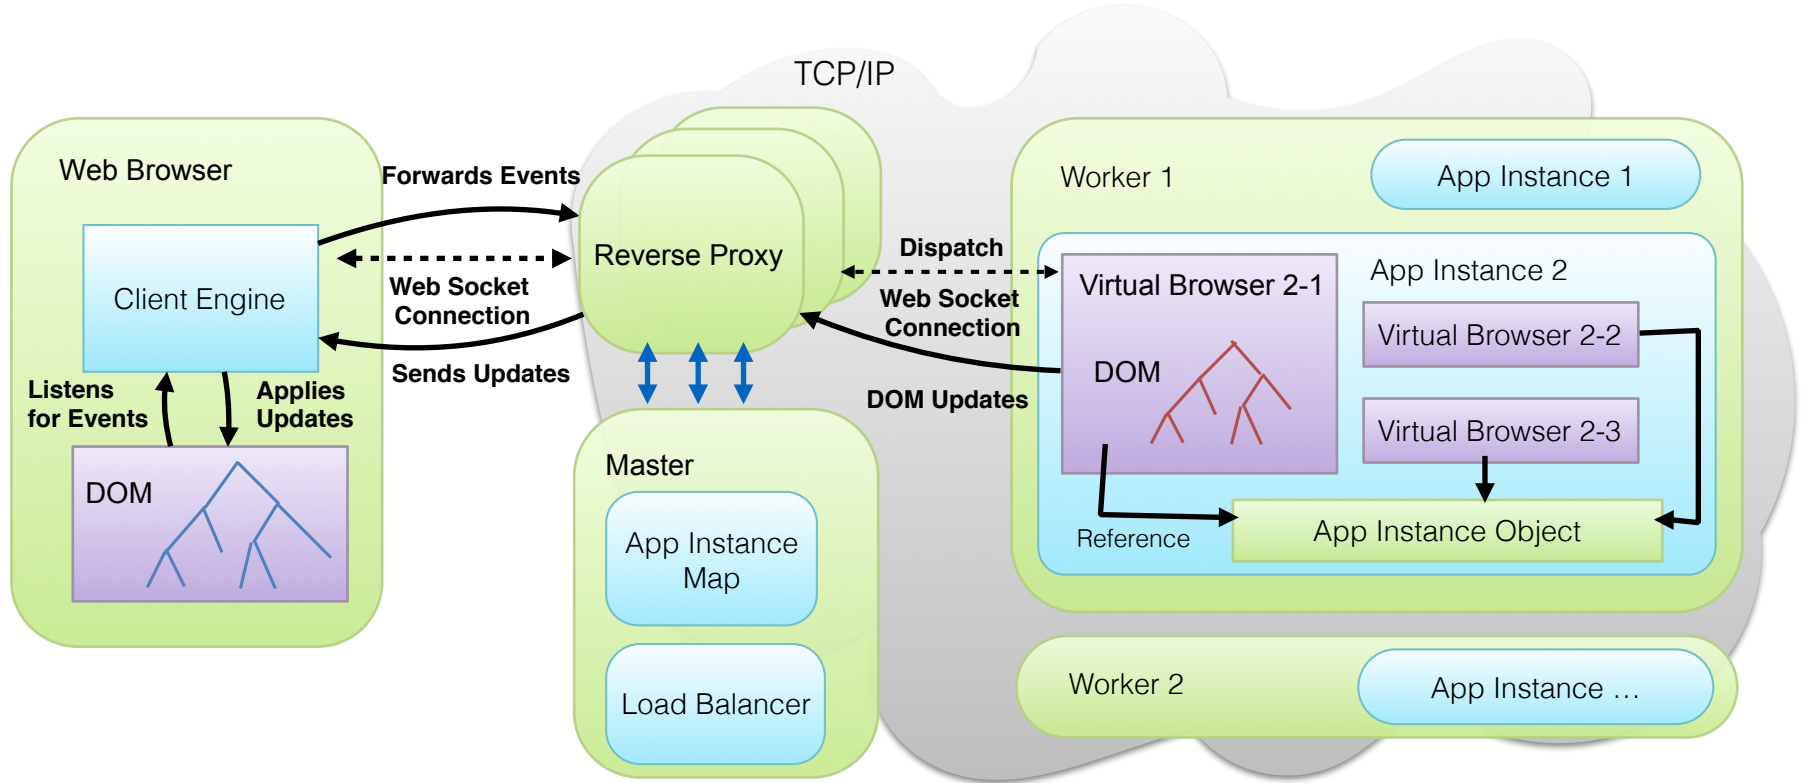 TCP/IP
Web Browser
Client Engine
Listens
for Events
Applies
Updates
DOM
Forwards Events
Web Socket
Connection
Sends Updates
Reverse Proxy
Master
App Instance
Map
Load Balancer
Dispatch
Web Socket
Connection
DOM Updates
Worker 1
App Instance 1
App Instance 2
Virtual Browser 2-1
DOM
Virtual Browser 2-2
Virtual Browser 2-3
Reference
App Instance Object
Worker 2
App Instance ...